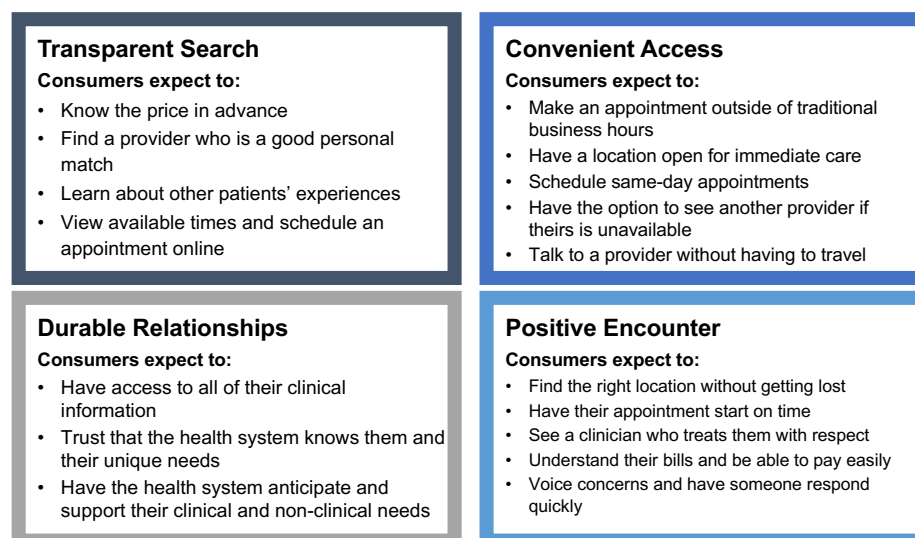 Transparent Search
Consumers expect to:
• Know the price in advance
• Find a provider who is a good personal
match
• Learn about other patients’ experiences
• View available times and schedule an
appointment online
Convenient Access
Consumers expect to:
• Make an appointment outside of traditional
business hours
• Have a location open for immediate care
• Schedule same-day appointments
• Have the option to see another provider if
theirs is unavailable
• Talk to a provider without having to travel
Durable Relationships
Consumers expect to:
• Have access to all of their clinical
information
• Trust that the health system knows them and
their unique needs
• Have the health system anticipate and
support their clinical and non-clinical needs
Positive Encounter
Consumers expect to:
• Find the right location without getting lost
• Have their appointment start on time
• See a clinician who treats them with respect
• Understand their bills and be able to pay easily
• Voice concerns and have someone respond
quickly